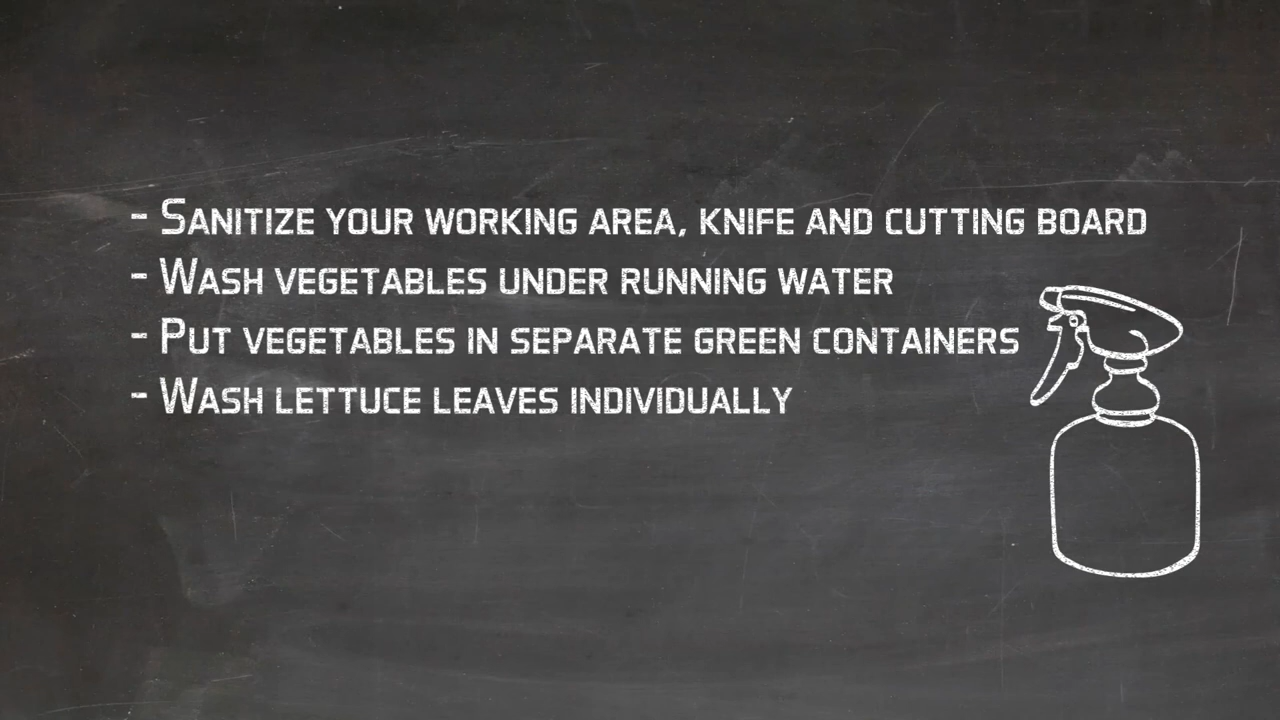 - Sanitize your working area, knife and cutting board
- Wash vegetables under running water
- Put vegetables in separate green containers
- Wash lettuce leaves individually